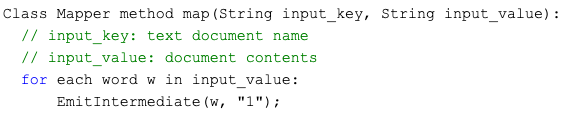 Class Mapper method map(String input_key, String input_value):
  // input_key: text document name
  // input_value: document contents
  for each word w in input_value:
      EmitIntermediate(w, "1");